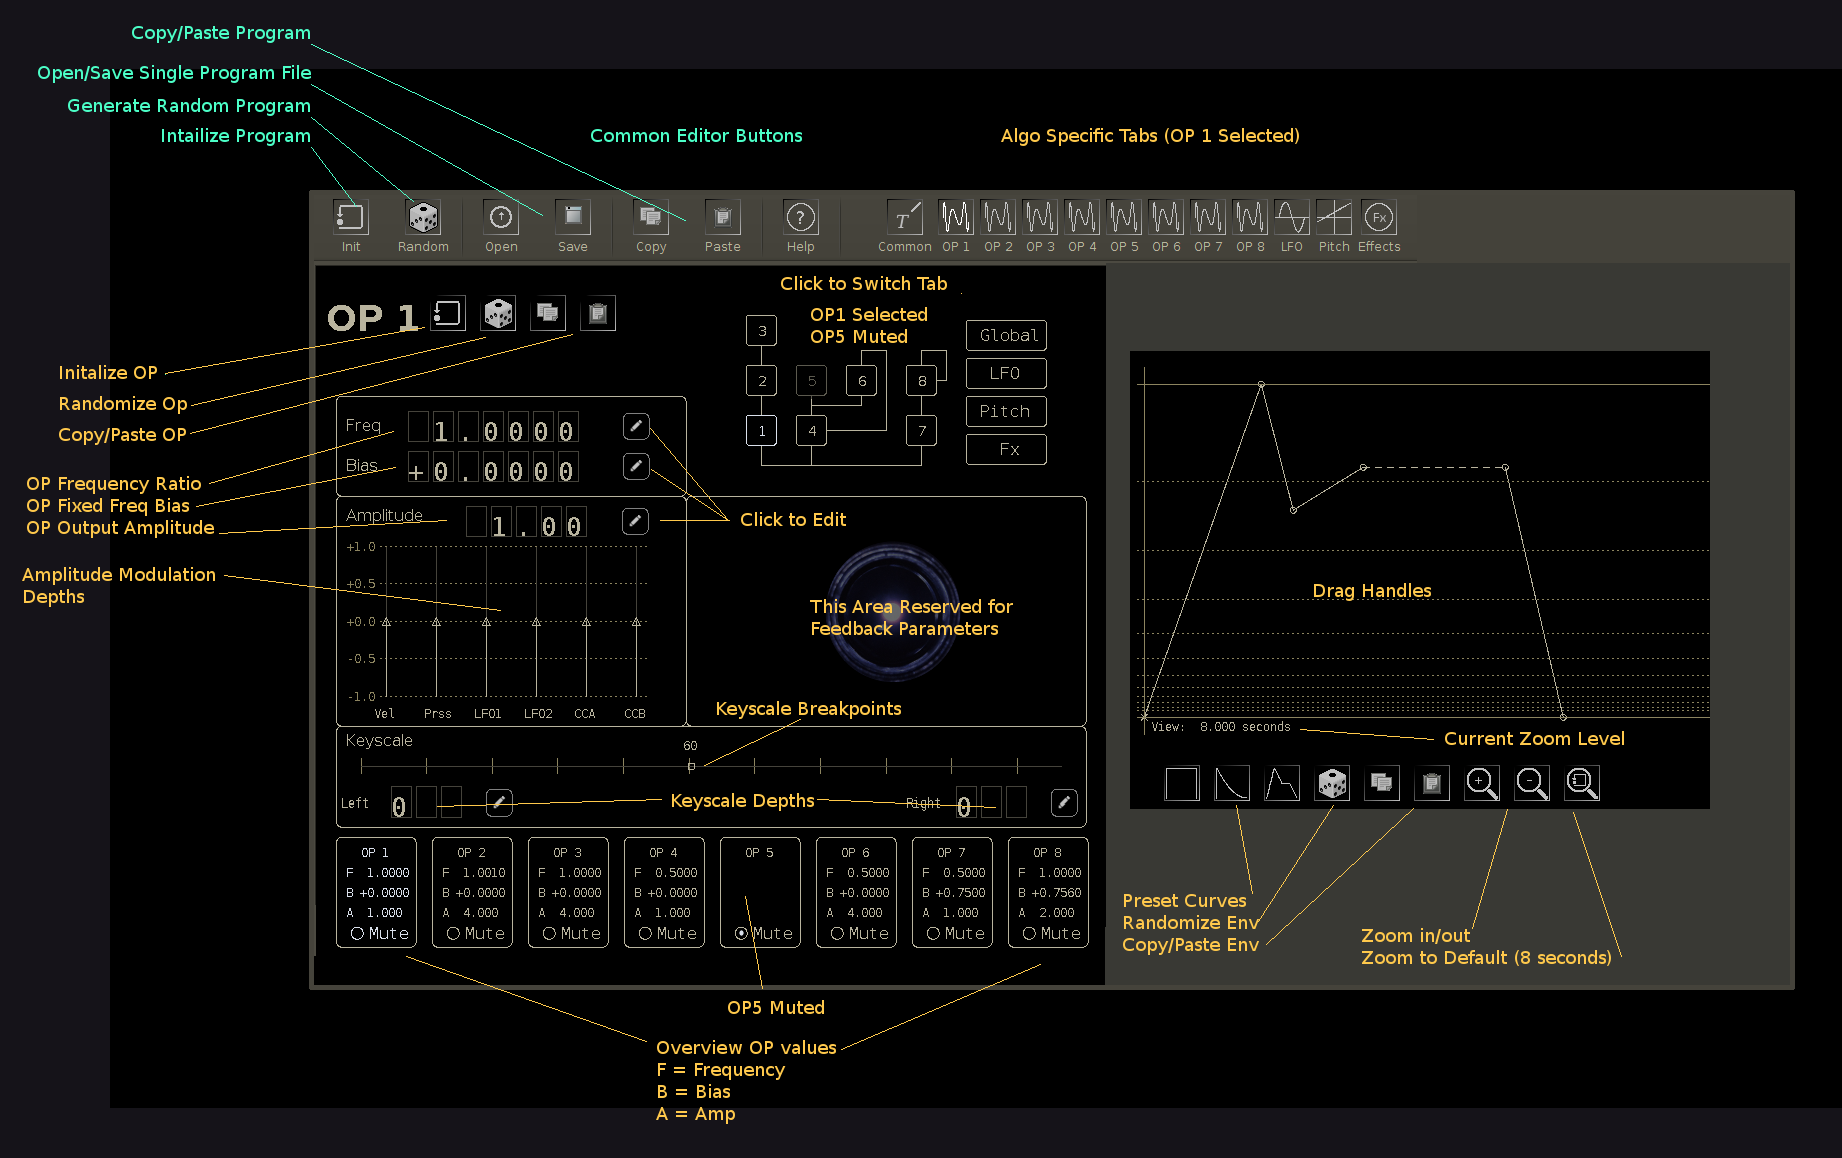 Copy/Paste Program
Open/Save Single Program File
Generate Random Program
Intailize Program
Common Editor Buttons
Algo Specific Tabs (OP 1 Selected)
Init
Random
Open
Save
Copy
Paste
? Help
T Common
OP 1
OP 2
OP 3
OP 4
OP 5
OP 6
OP 7
OP 8
LFO
Pitch
Fx Effects
OP 1
Click to Switch Tab
OP1 Selected
OP5 Muted
3
2
5
6
8
1
4
7
Global
LFO
Pitch
Fx
Initalize OP
Randomize Op
Copy/Paste OP
OP Frequency Ratio
OP Fixed Freq Bias
OP Output Amplitude
Amplitude Modulation
Depths
Freq 1.0000
Bias +0.0000
Amplitude 1.00
Click to Edit
+1.0
+0.5
+0.0
-0.5
-1.0
Vel Prss LFO1 LFO2 CCA CCB
This Area Reserved for
Feedback Parameters
Keyscale Breakpoints
Keyscale
60
Left 0
Keyscale Depths
Right 0
Drag Handles
View: 8.000 seconds
Current Zoom Level
Preset Curves
Randomize Env
Copy/Paste Env
Zoom in/out
Zoom to Default (8 seconds)
OP 1
F 1.0000
B +0.0000
A 1.000
Mute
OP 2
F 1.0010
B +0.0000
A 4.000
Mute
OP 3
F 1.0000
B +0.0000
A 4.000
Mute
OP 4
F 0.5000
B +0.0000
A 1.000
Mute
OP 5
Mute
OP 6
F 0.5000
B +0.0000
A 4.000
Mute
OP 7
F 0.5000
B +0.7500
A 1.000
Mute
OP 8
F 1.0000
B +0.7560
A 2.000
Mute
OP5 Muted
Overview OP values
F = Frequency
B = Bias
A = Amp